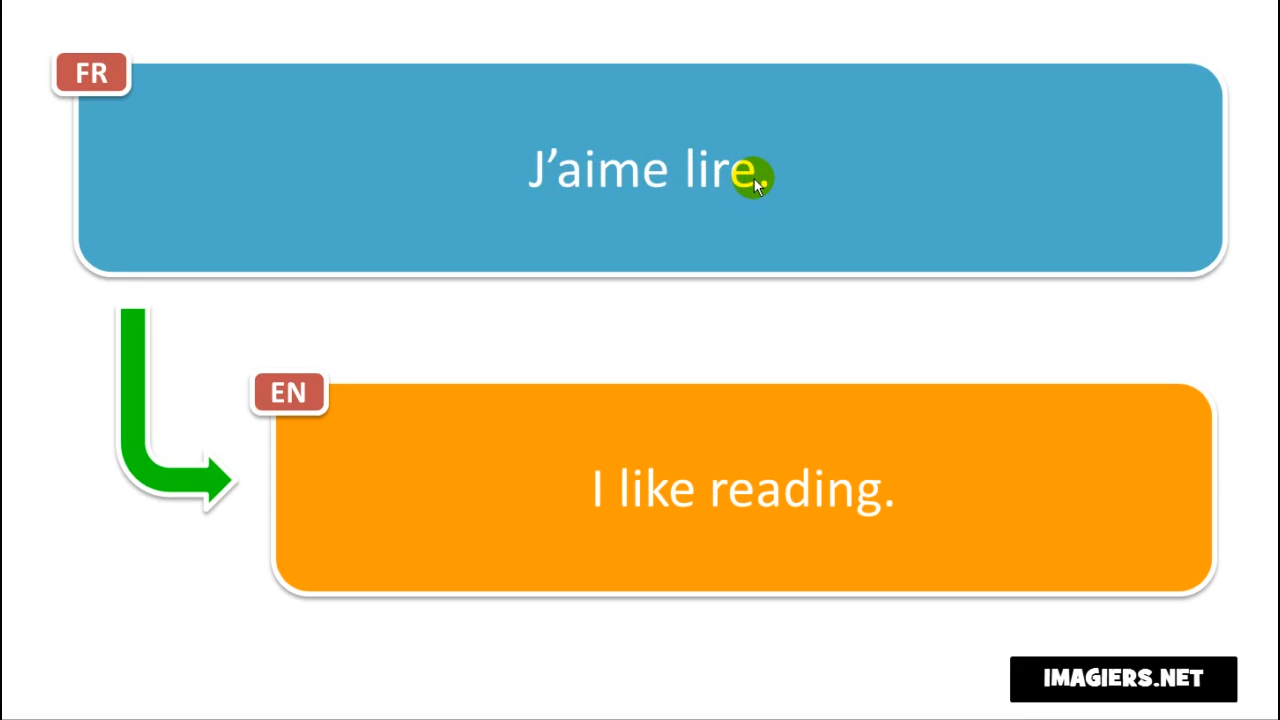 FR
J’aime lire.
EN
I like reading.
IMAGIERS.NET